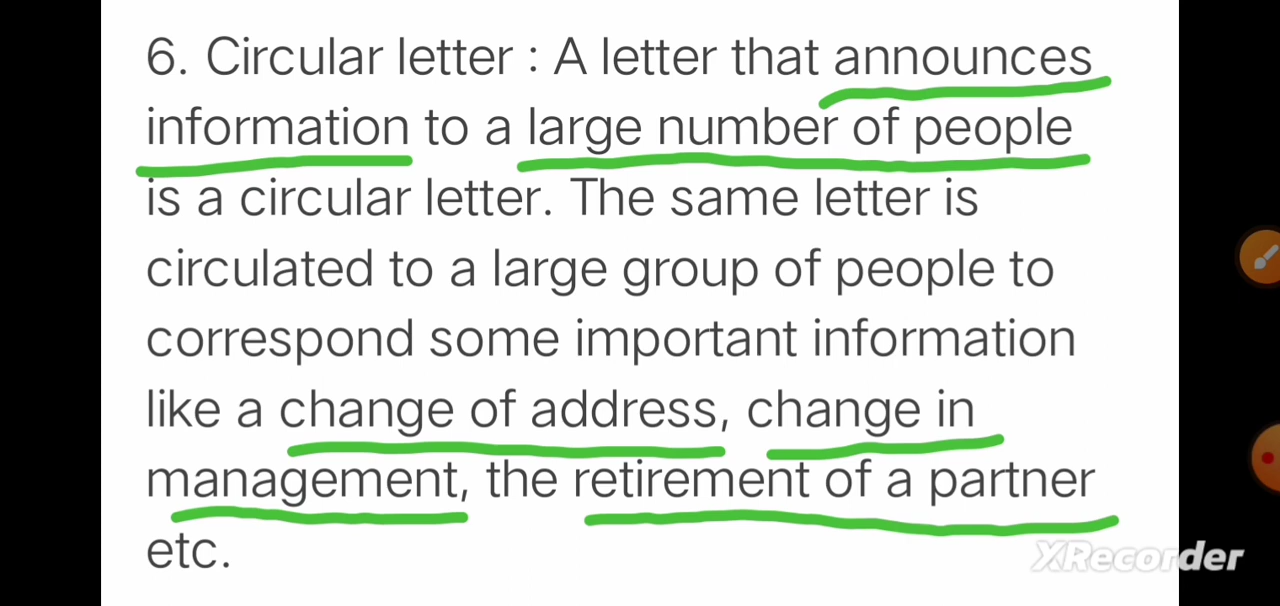 6. Circular letter : A letter that announces
information to a large number of people
is a circular letter. The same letter is
circulated to a large group of people to
correspond some important information
like a change of address, change in
management, the retirement of a partner
etc.
XRecorder